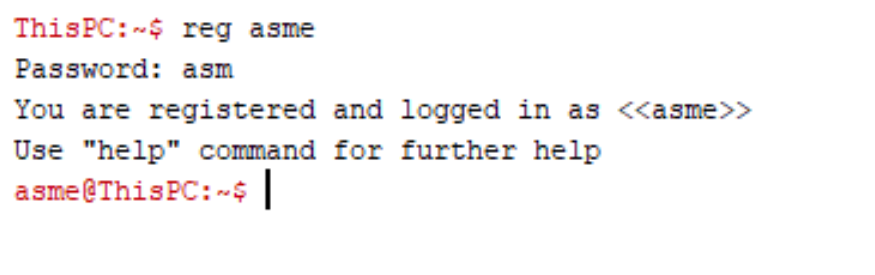 ThisPC:~$ reg asme
Password: asm
You are registered and logged in as <<asme>>
Use "help" command for further help
asme@ThisPC:~$